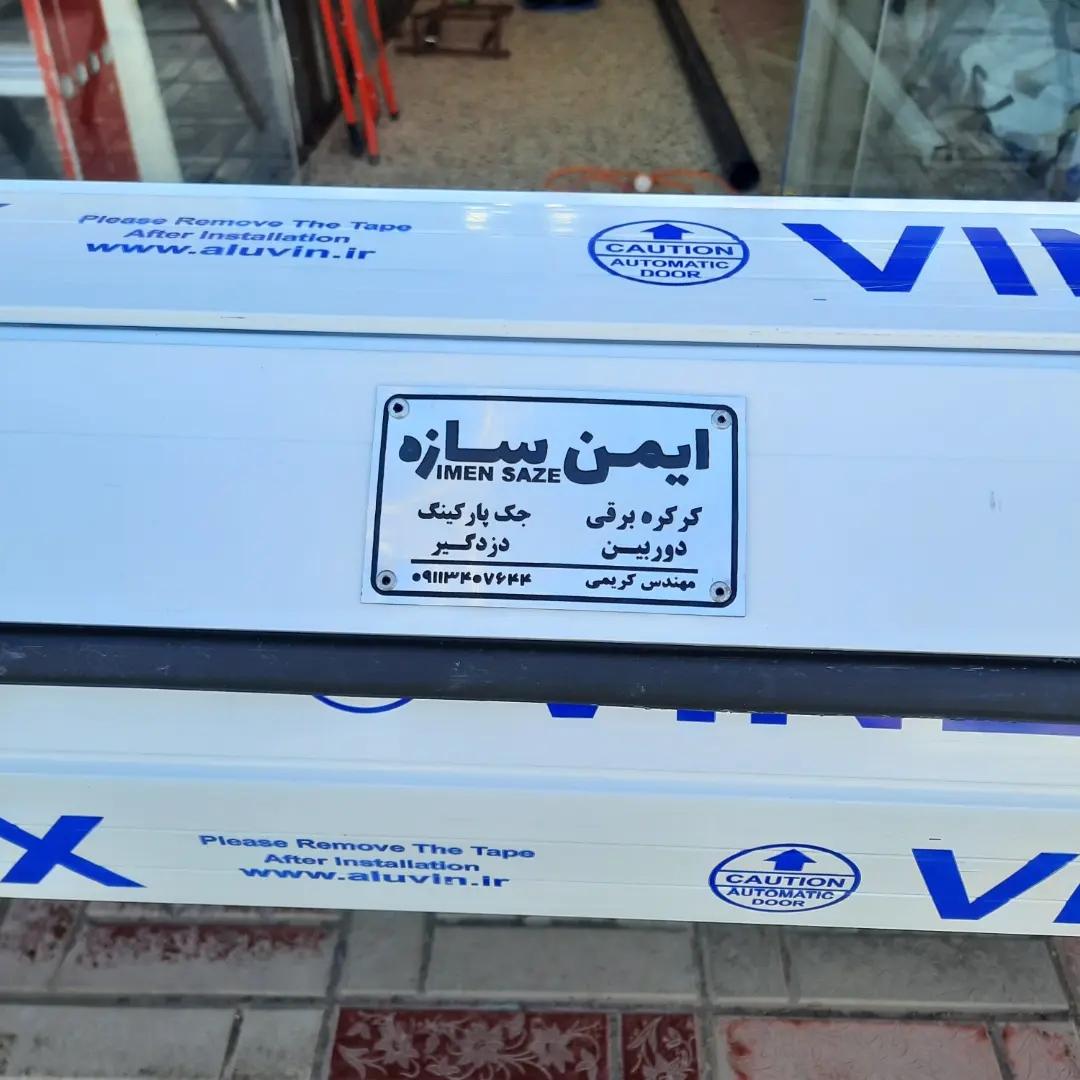 Please Remove The Tape
After Installation
www.aluvin.ir
CAUTION
AUTOMATIC
DOOR
ایمن سازه
IMEN SAZE
کرکره برقی جک پارکینگ
دوربین دزدگیر
مهندس کریمی ۰۹۱۱۳۴۰۷۶۴۴
Please Remove The Tape
After Installation
www.aluvin.ir
CAUTION
AUTOMATIC
DOOR